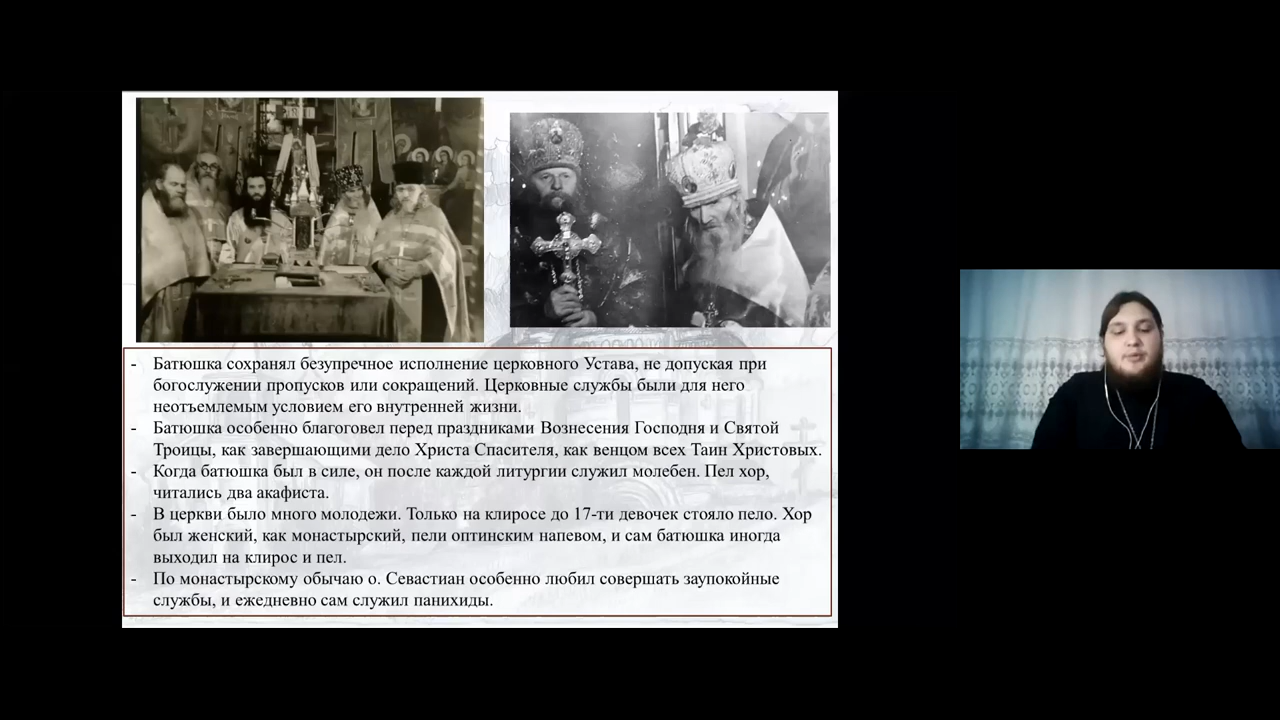 - Батюшка сохранял безупречное исполнение церковного Устава, не допуская при
богослужении пропусков или сокращений. Церковные службы были для него
неотъемлемым условием его внутренней жизни.
- Батюшка особенно благоговел перед праздниками Вознесения Господня и Святой
Троицы, как завершающими дело Христа Спасителя, как венцом всех Таин Христовых.
- Когда батюшка был в силе, он после каждой литургии служил молебен. Пел хор,
читались два акафиста.
- В церкви было много молодежи. Только на клиросе до 17-ти девочек стояло пело. Хор
был женский, как монастырский, пели оптинским напевом, и сам батюшка иногда
выходил на клирос и пел.
- По монастырскому обычаю о. Севастиан особенно любил совершать заупокойные
службы, и ежедневно сам служил панихиды.